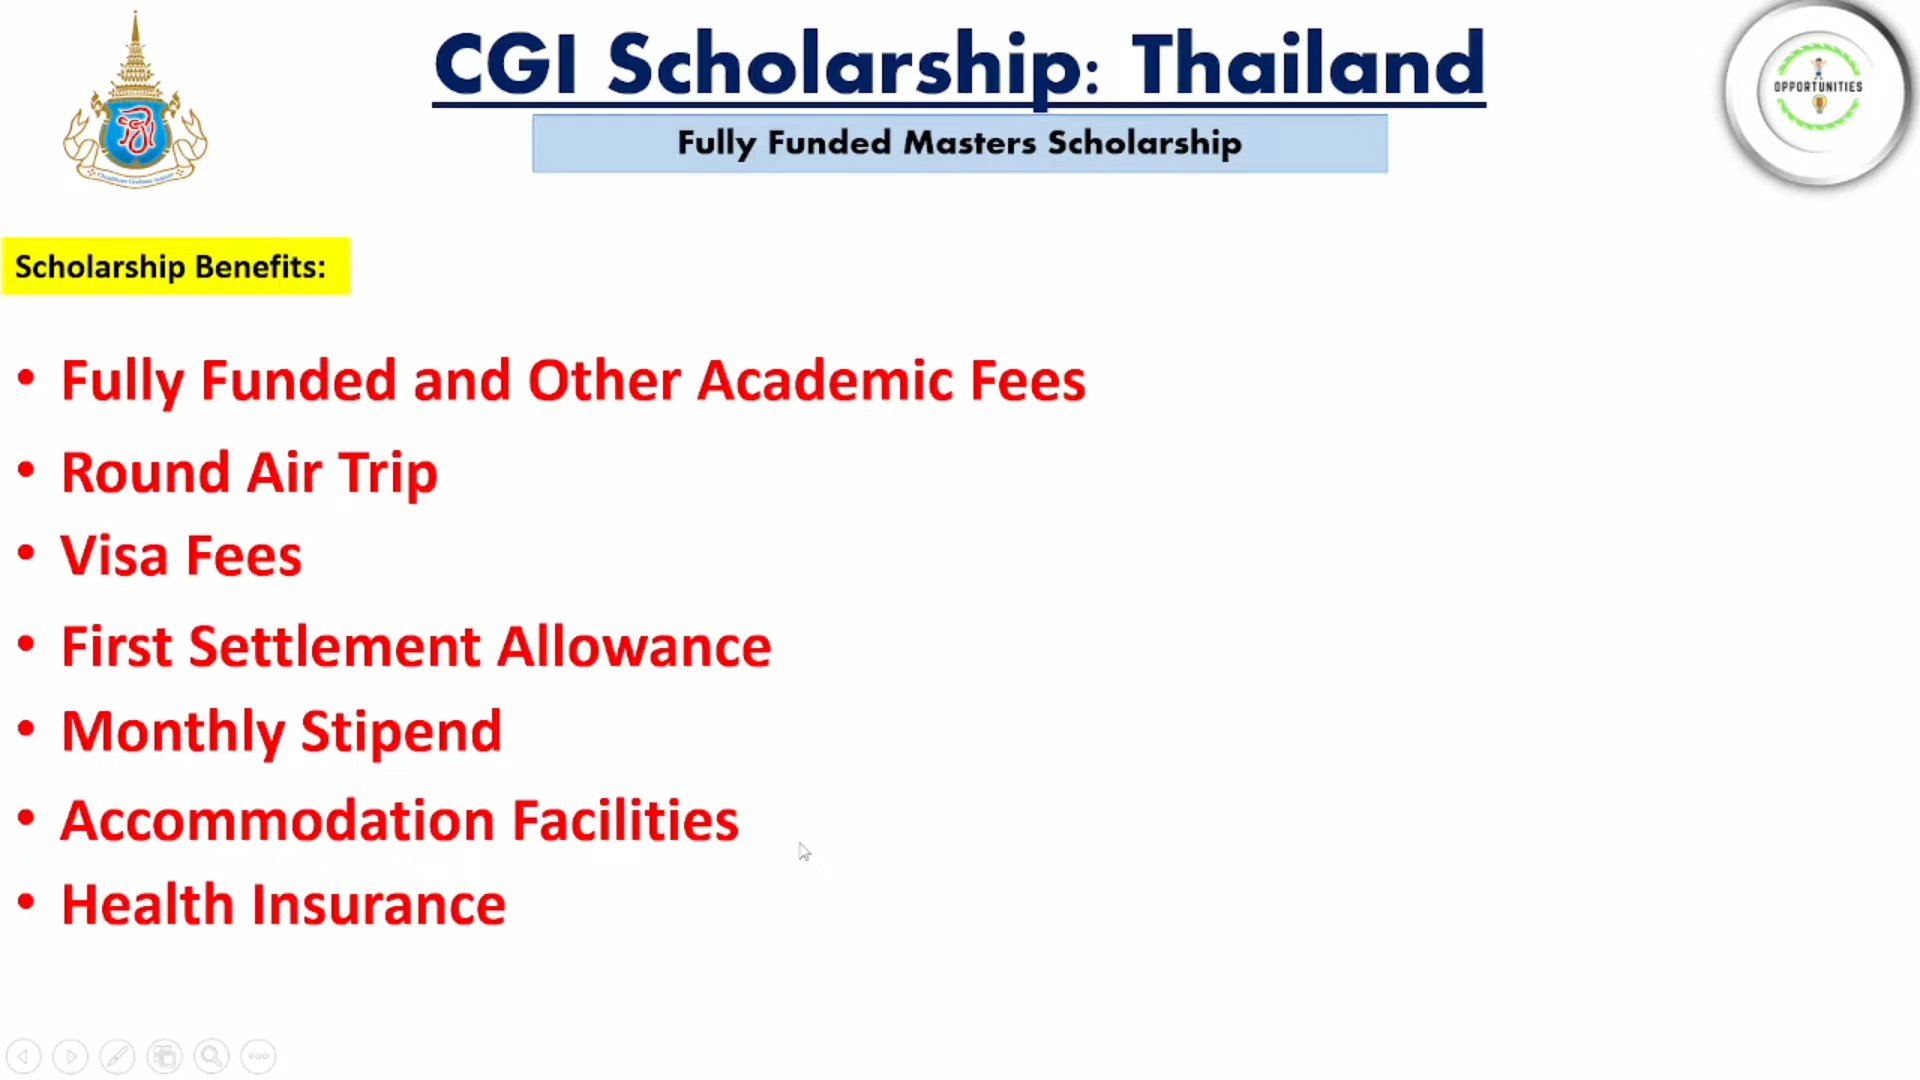 CGI Scholarship: Thailand
Fully Funded Masters Scholarship
OPPORTUNITIES
Scholarship Benefits:
• Fully Funded and Other Academic Fees
• Round Air Trip
• Visa Fees
• First Settlement Allowance
• Monthly Stipend
• Accommodation Facilities
• Health Insurance